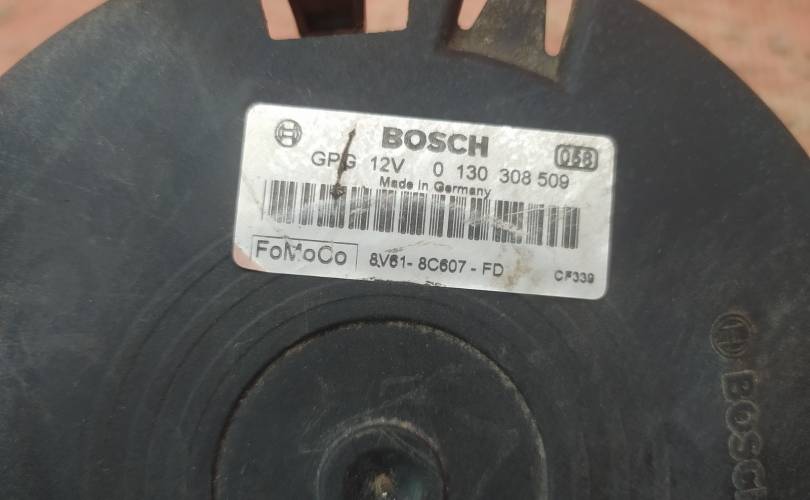 BOSCH 058
GPG 12V 0 130 308 509
Made in Germany
FoMoCo 8V61-8C607-FD CF339
BOSCH